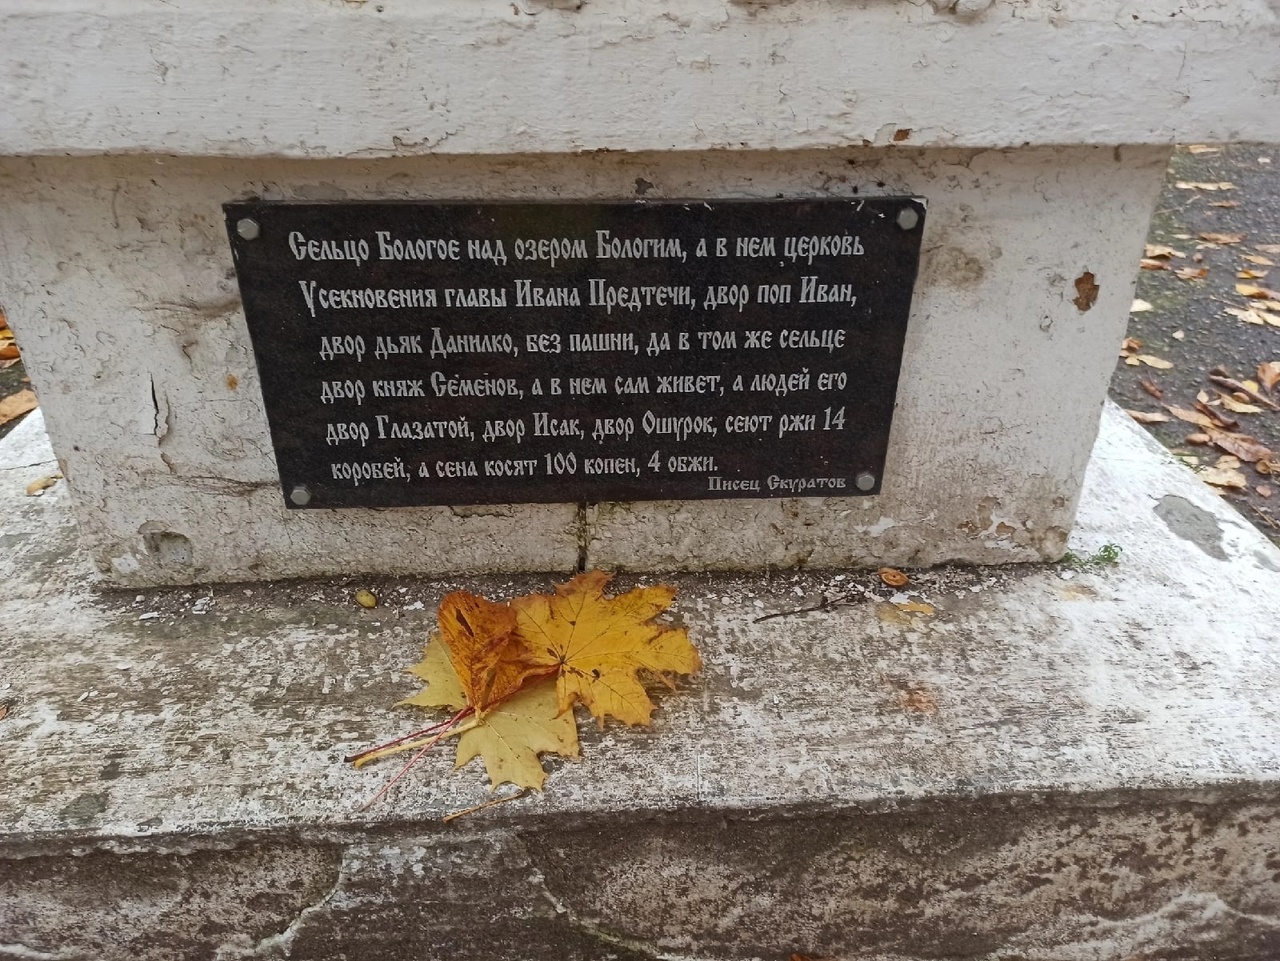 Сельцо Бологое над озером Бологим, а в нем церковь
Усекновения главы Ивана Предтечи, двор поп Иван,
двор дьяк Данилко, без пашни, да в том же сельце
двор княж Семенов, а в нем сам живет, а людей его
двор Глазатой, двор Исак, двор Ошурок, сеют ржи 14
коробей, а сена косят 100 копен, 4 обжи.
Писец Скуратов